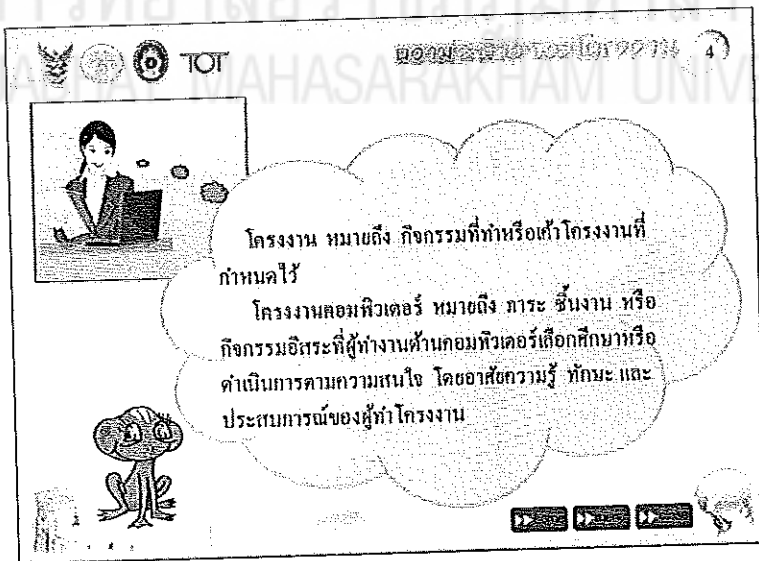 MAHASARAKHAM UNIVE
TOT
4
โครงงาน หมายถึง กิจกรรมที่ทำหรือเค้าโครงงานที่
กำหนดไว้
โครงงานคอมพิวเตอร์ หมายถึง ภาระ ชิ้นงาน หรือ
กิจกรรมอิสระที่ผู้ทำงานด้านคอมพิวเตอร์เลือกศึกษาหรือ
ดำเนินการตามความสนใจ โดยอาศัยความรู้ ทักษะ และ
ประสบการณ์ของผู้ทำโครงงาน